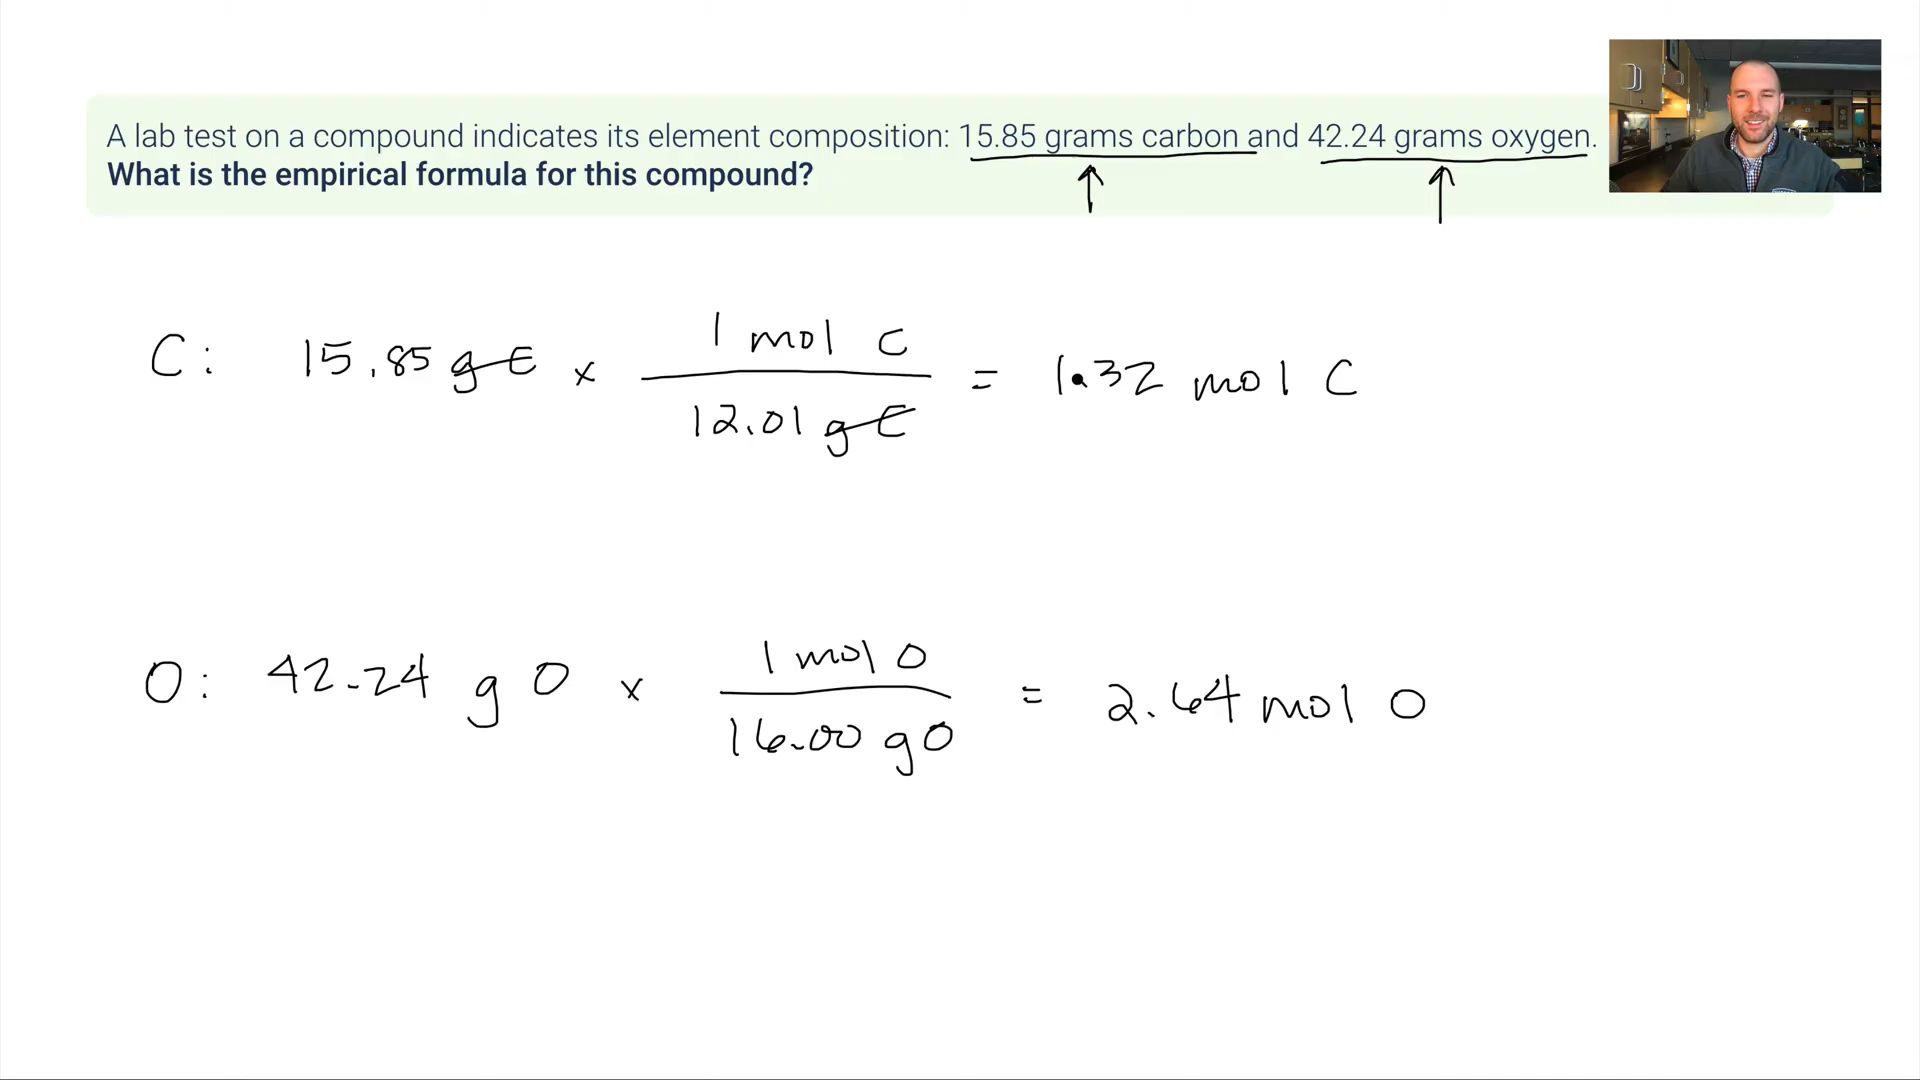 A lab test on a compound indicates its element composition: 15.85 grams carbon and 42.24 grams oxygen.
What is the empirical formula for this compound?
C: 15.85 g C x 1 mol C / 12.01 g C = 1.32 mol C
O: 42.24 g O x 1 mol O / 16.00 g O = 2.64 mol O